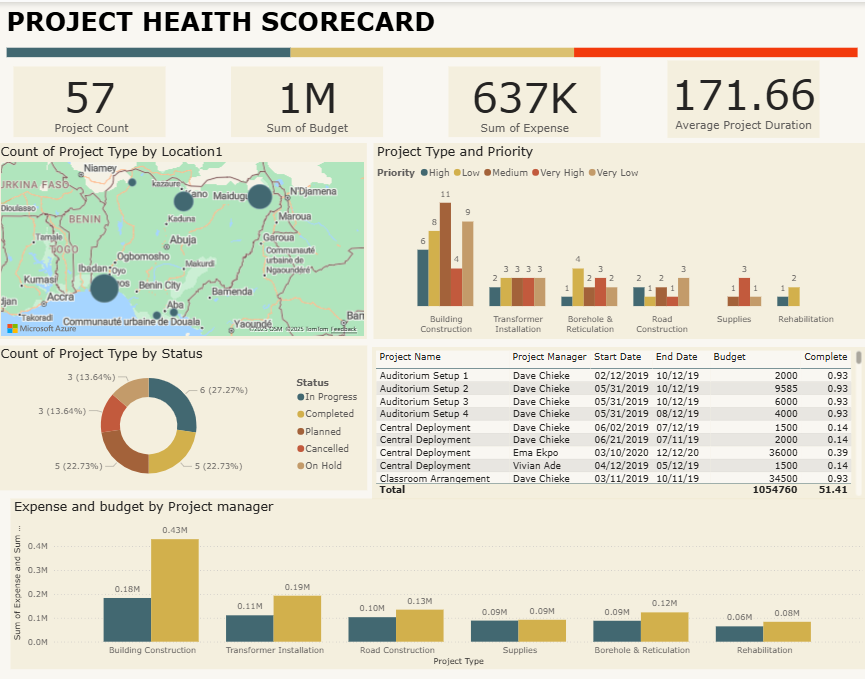 PROJECT HEAITH SCORECARD
57
Project Count
1M
Sum of Budget
637K
Sum of Expense
171.66
Average Project Duration
Count of Project Type by Location1
Niamey
BURKINA FASO
kazaure
Kano
Maidugu
N'Djamena
Dioulasso
BENIN
Kaduna
Maroua
Tamale
TOGO
Abuja
Garoua
Ogbomosho
Communauté
urbaine de
Ngaoundéré
Ibadan
Oyo
Makurdi
Kumasi
Benin City
Bamenda
Accra
Aba
Takoradi
Communauté urbaine de Douala
Yaoundé
Ban
Microsoft Azure
©2025 OSM ©2025 TomTom Feedback
Project Type and Priority
Priority High Low Medium Very High Very Low
6 8 11 4 9
2 3 3 3 3
1 4 2 3 2
2 1 2 1 3
1 3 1
1 2
Building Construction
Transformer Installation
Borehole & Reticulation
Road Construction
Supplies
Rehabilitation
Count of Project Type by Status
3 (13.64%)
6 (27.27%)
3 (13.64%)
5 (22.73%)
5 (22.73%)
Status
In Progress
Completed
Planned
Cancelled
On Hold
Project Name Project Manager Start Date End Date Budget Complete
Auditorium Setup 1 Dave Chieke 02/12/2019 10/12/19 2000 0.93
Auditorium Setup 2 Dave Chieke 05/31/2019 10/12/19 9585 0.93
Auditorium Setup 3 Dave Chieke 05/31/2019 10/12/19 6000 0.93
Auditorium Setup 4 Dave Chieke 05/31/2019 08/12/19 4000 0.93
Central Deployment Dave Chieke 06/02/2019 07/12/19 1500 0.14
Central Deployment Dave Chieke 06/21/2019 07/11/19 2000 0.14
Central Deployment Ema Ekpo 03/10/2020 12/12/20 36000 0.39
Central Deployment Vivian Ade 04/12/2019 05/12/19 1500 0.14
Classroom Arrangement Dave Chieke 03/11/2019 10/11/19 34500 0.93
Total 1054760 51.41
Expense and budget by Project manager
Sum of Expense and Sum ...
0.4M
0.3M
0.2M
0.1M
0.0M
0.18M 0.43M
0.11M 0.19M
0.10M 0.13M
0.09M 0.09M
0.09M 0.12M
0.06M 0.08M
Building Construction
Transformer Installation
Road Construction
Supplies
Borehole & Reticulation
Rehabilitation
Project Type